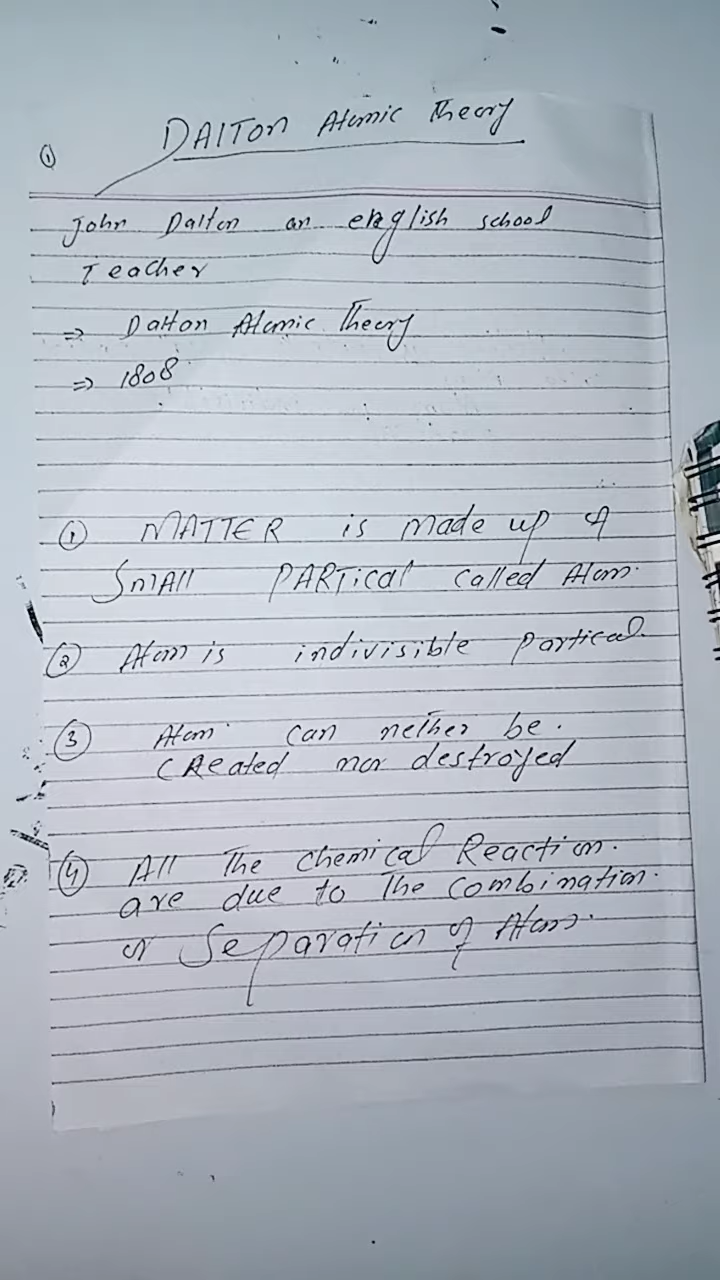 DALTON Atomic Theory
①
John Dalton an english school
Teacher
⇒ Dalton Atomic Theory
⇒ 1808
① MATTER is made up of
SmAll PARTical called Atom.
② Atom is indivisible Partical.
③ Atom can nether be.
CReated nor destroyed
④ All The Chemical Reaction.
are due to The combination.
or Separation of Atom.